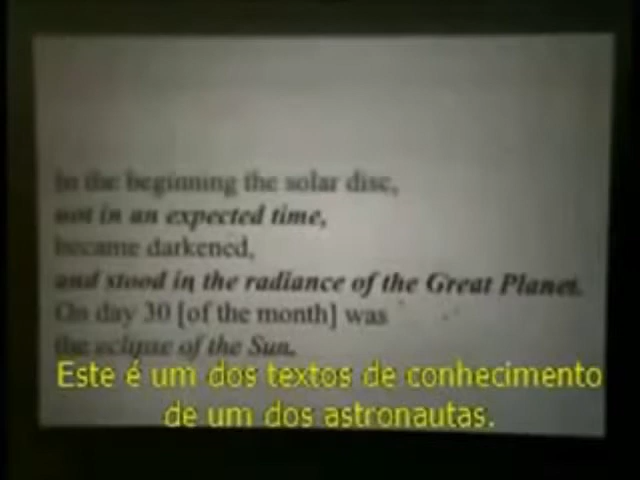 In the beginning the solar disc,
not in an expected time,
became darkened,
and stood in the radiance of the Great Planet.
On day 30 [of the month] was
the eclipse of the Sun.
Este é um dos textos de conhecimento
de um dos astronautas.